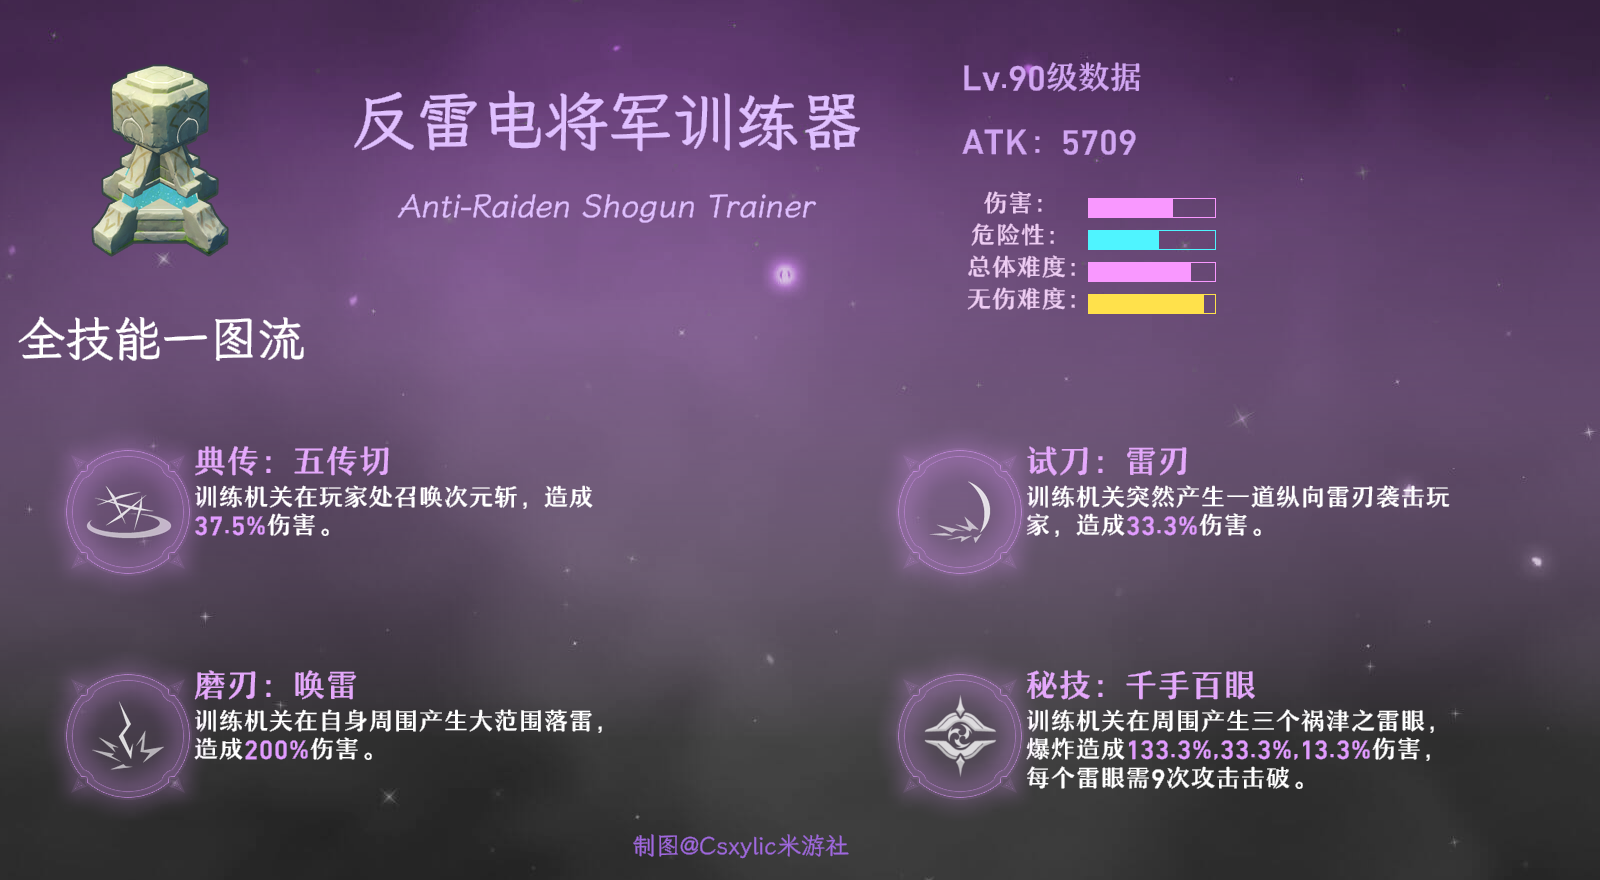 反雷电将军训练器
Anti-Raiden Shogun Trainer
Lv.90级数据
ATK：5709
伤害：
危险性：
总体难度：
无伤难度：
全技能一图流
典传：五传切
训练机关在玩家处召唤次元斩，造成
37.5%伤害。
试刀：雷刃
训练机关突然产生一道纵向雷刃袭击玩
家，造成33.3%伤害。
磨刃：唤雷
训练机关在自身周围产生大范围落雷，
造成200%伤害。
秘技：千手百眼
训练机关在周围产生三个祸津之雷眼，
爆炸造成133.3%,33.3%,13.3%伤害，
每个雷眼需9次攻击击破。
制图@Csxylic米游社